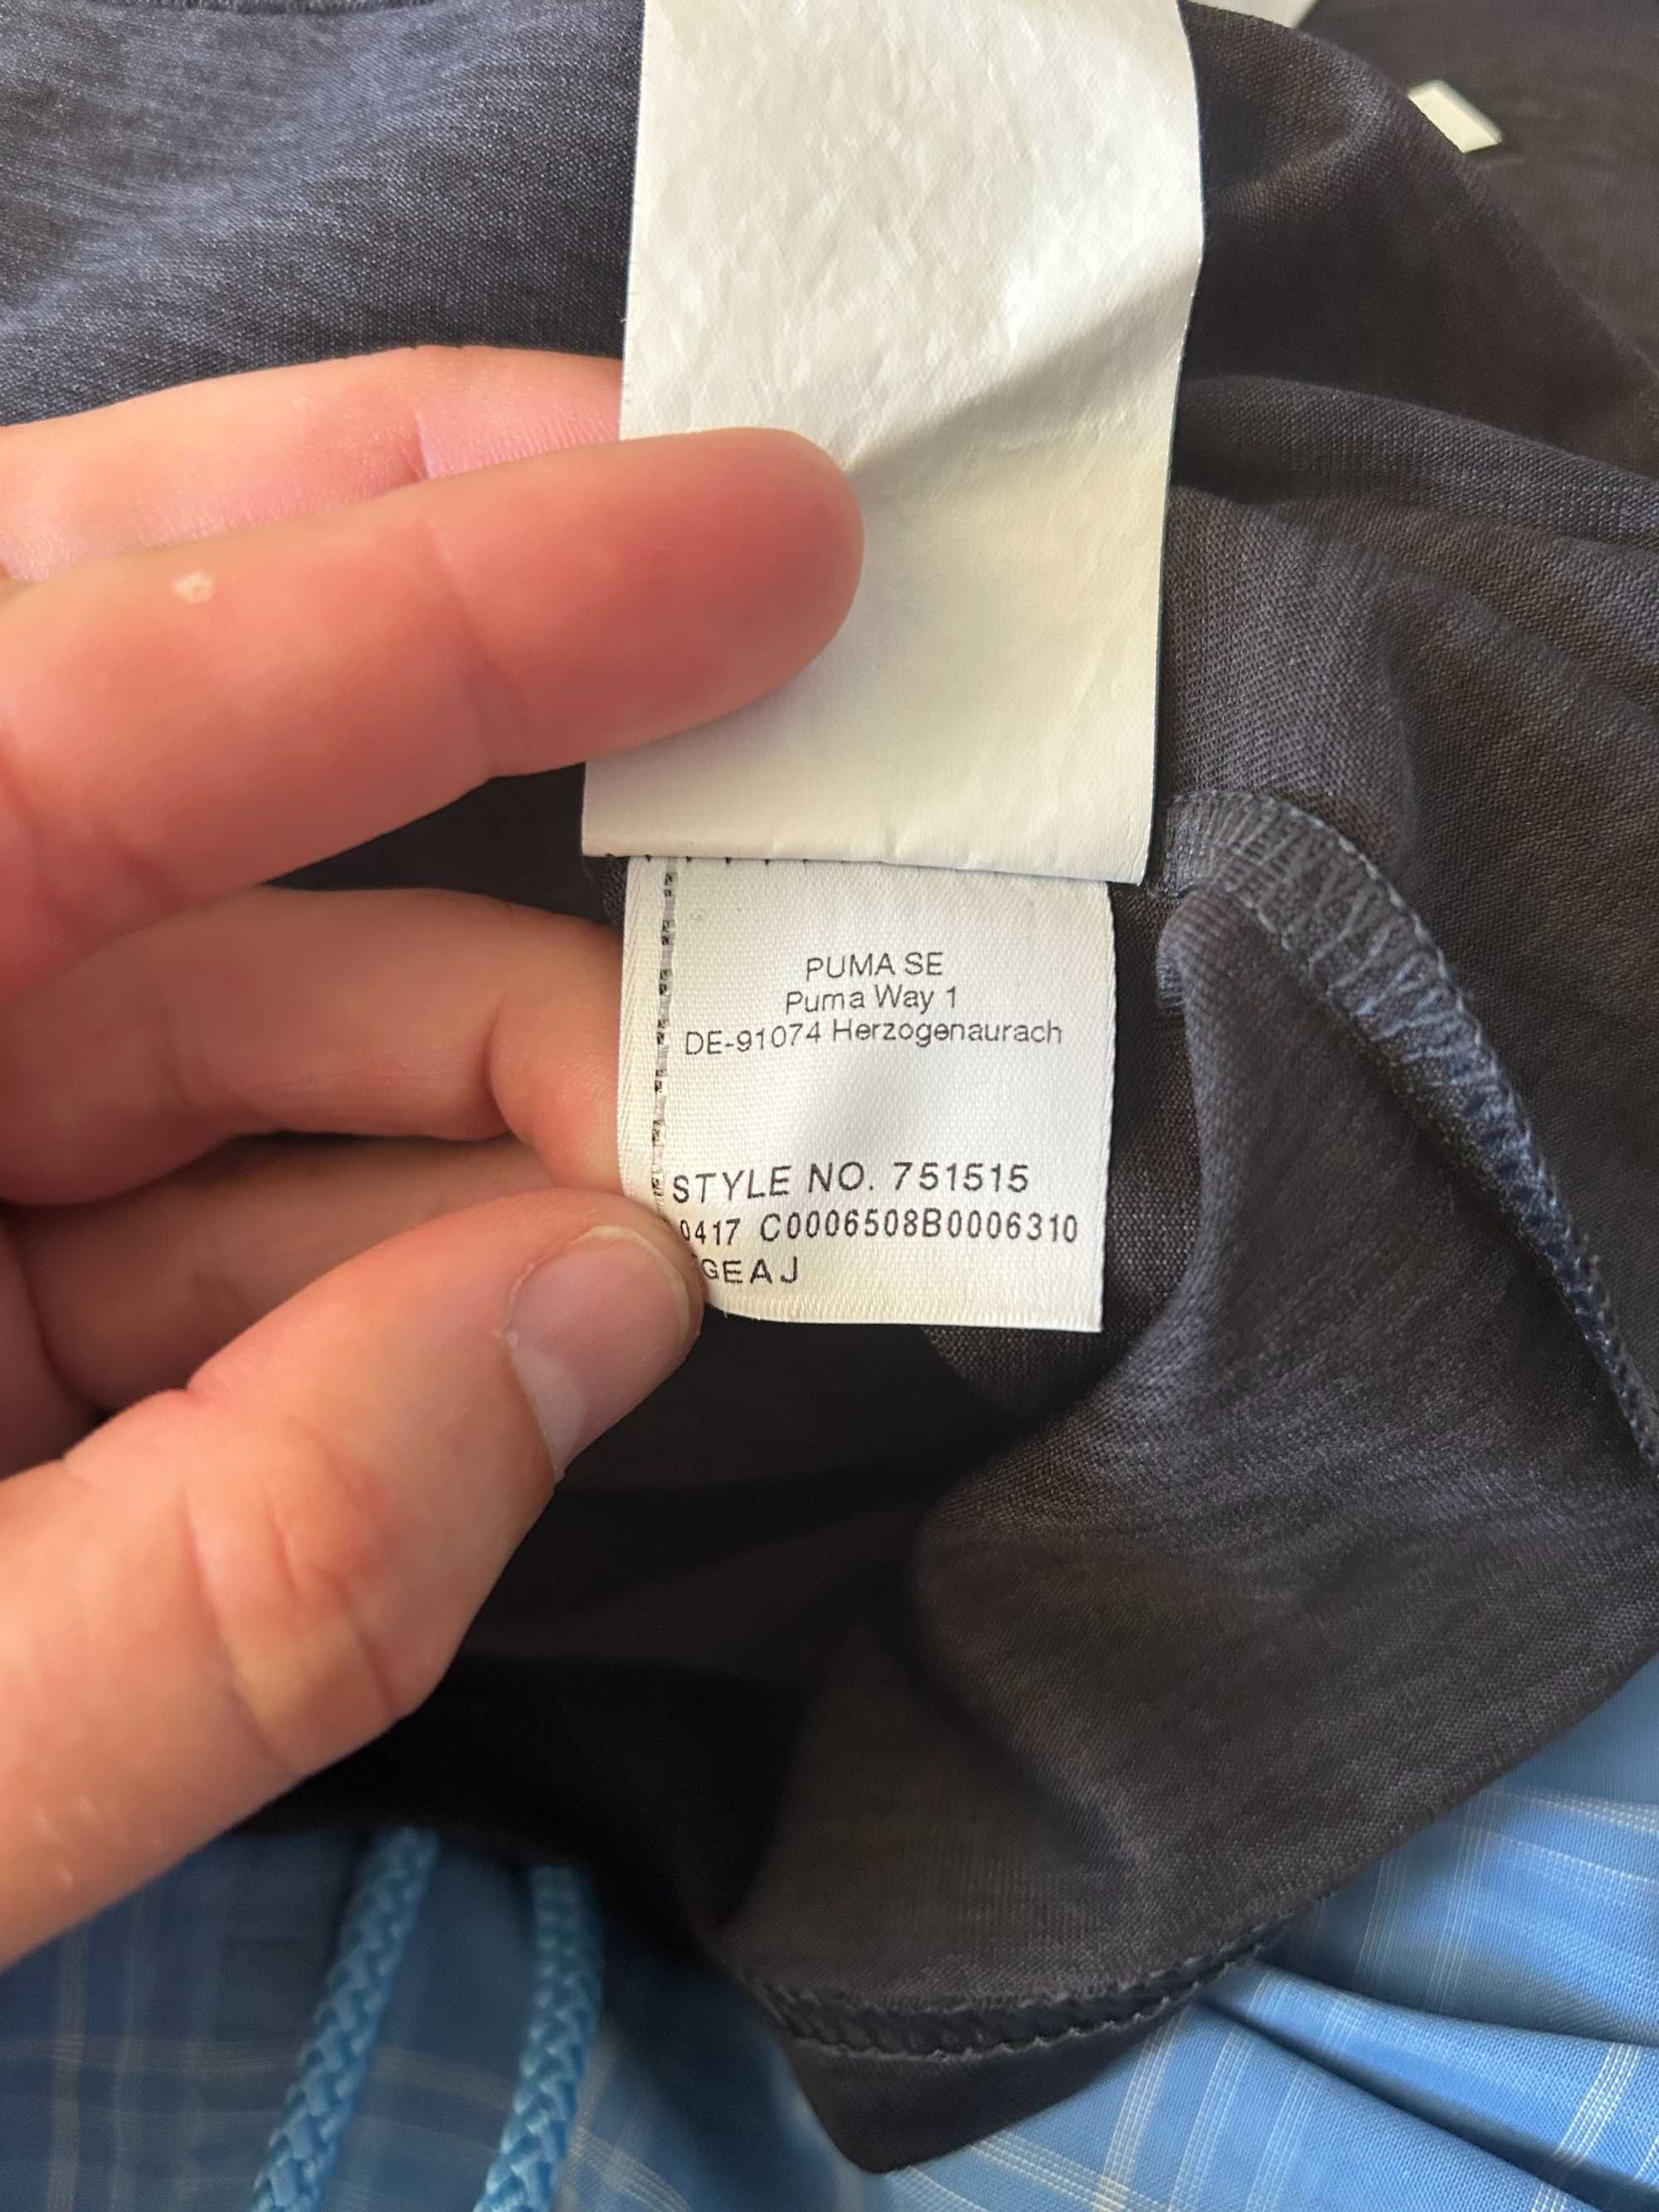 PUMA SE
Puma Way 1
DE-91074 Herzogenaurach
STYLE NO. 751515
0417 C0006508B0006310
GEAJ